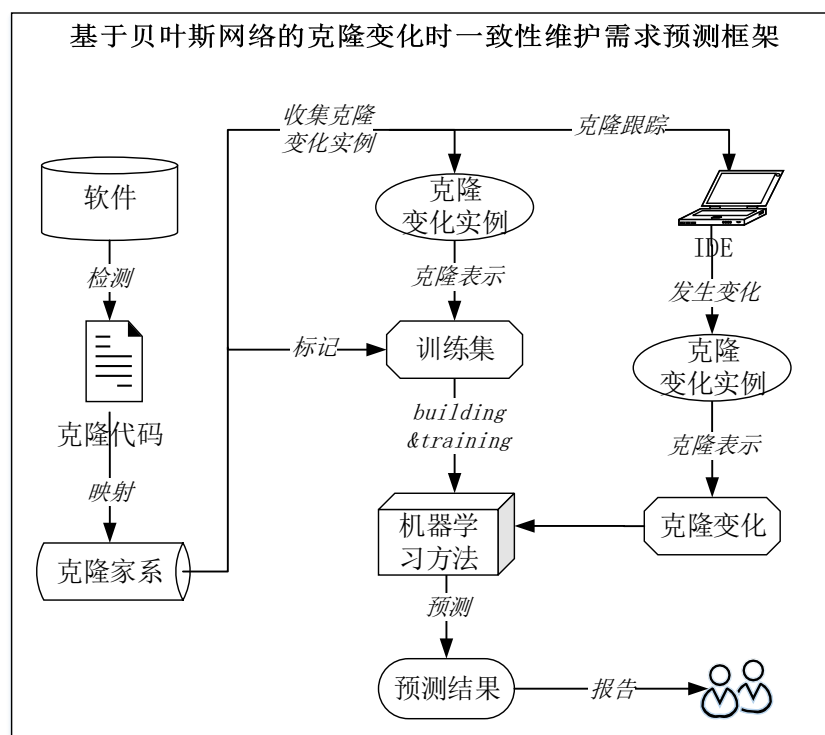 基于贝叶斯网络的克隆变化时一致性维护需求预测框架
收集克隆
变化实例
克隆跟踪
软件
克隆
变化实例
IDE
检测
克隆表示
发生变化
标记
训练集
克隆
变化实例
克隆代码
building
&training
克隆表示
映射
机器学
习方法
克隆变化
克隆家系
预测
预测结果
报告